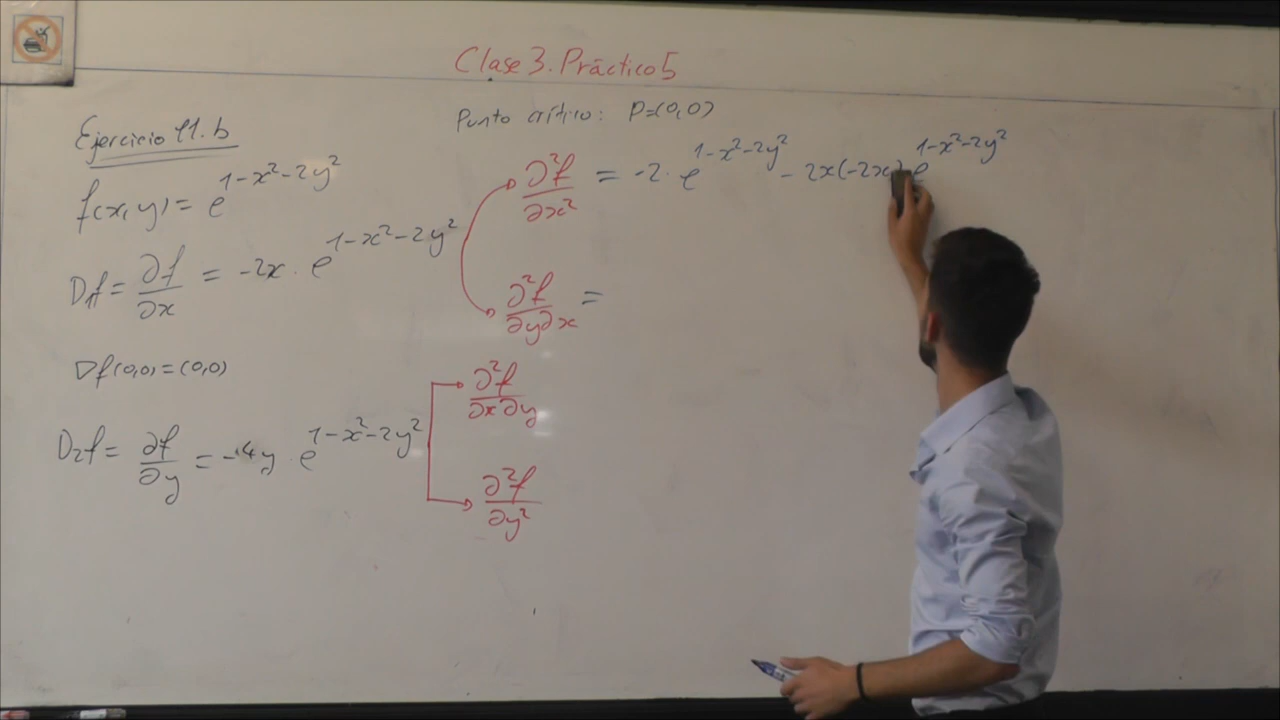 Clase 3. Práctico 5
Ejercicio 11.b
f(x,y) = e^{1-x²-2y²}
D₁f = ∂f/∂x = -2x · e^{1-x²-2y²}
Df(0,0) = (0,0)
D₂f = ∂f/∂y = -4y · e^{1-x²-2y²}
Punto crítico: P=(0,0)
∂²f/∂x² = -2 · e^{1-x²-2y²} - 2x(-2x) e^{1-x²-2y²}
∂²f/∂y∂x =
∂²f/∂x∂y
∂²f/∂y²